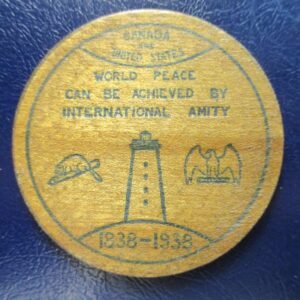 CANADA
AND
UNITED STATES
WORLD PEACE
CAN BE ACHIEVED BY
INTERNATIONAL AMITY
1838-1938